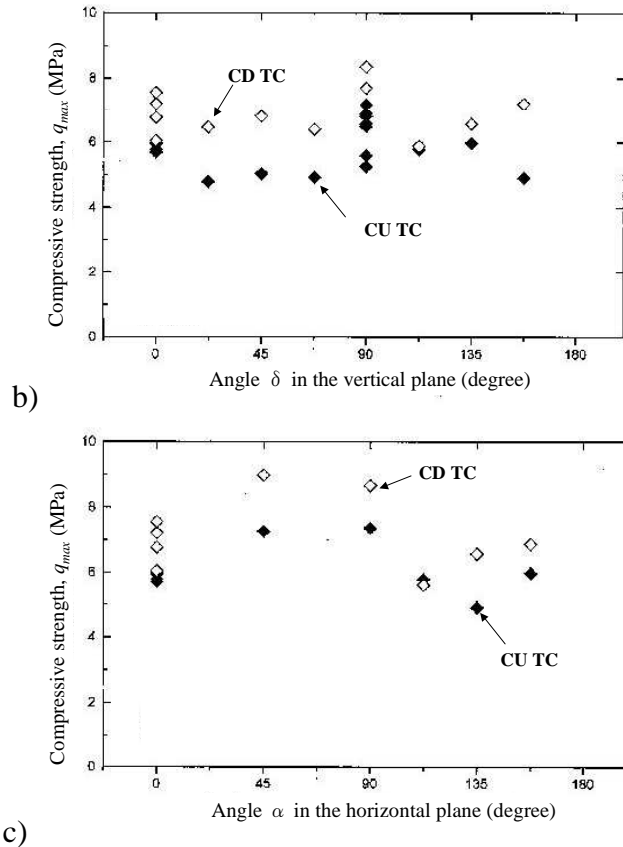 10
8
6
4
2
0
Compressive strength, q_max (MPa)
CD TC
CU TC
0 45 90 135 180
Angle δ in the vertical plane (degree)
b)
10
8
6
4
2
0
Compressive strength, q_max (MPa)
CD TC
CU TC
0 45 90 135 180
Angle α in the horizontal plane (degree)
c)